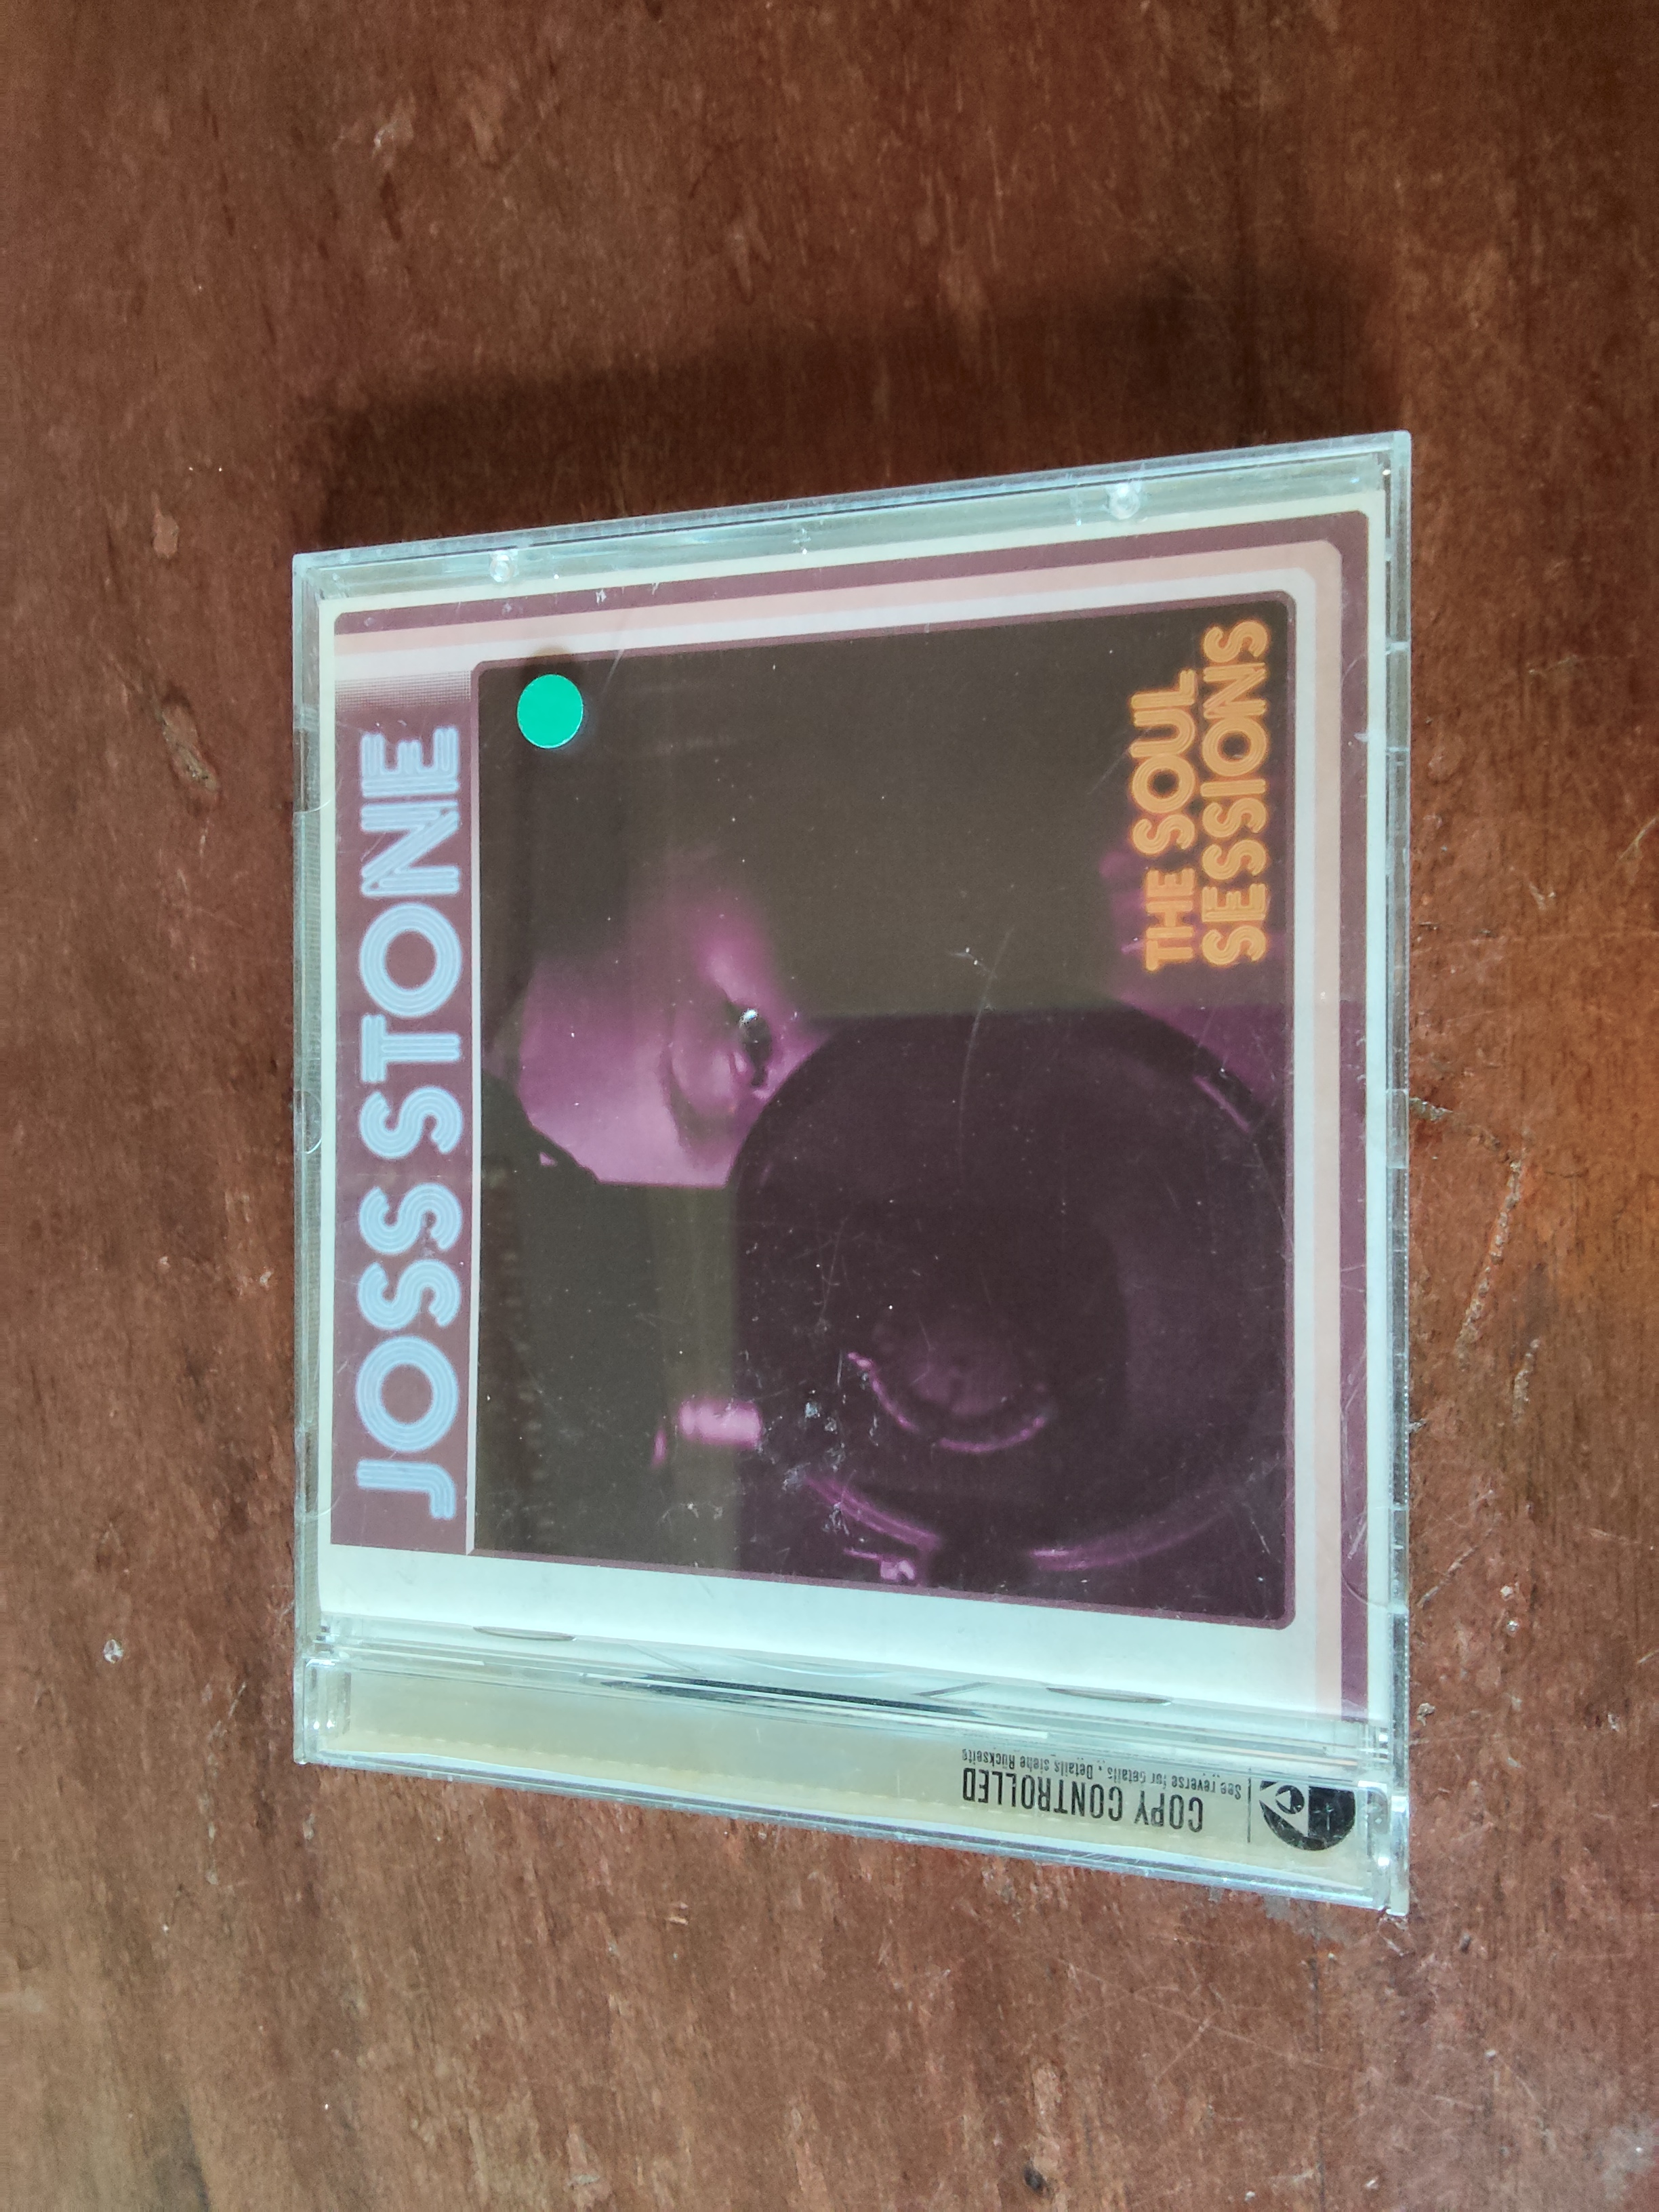 JOSS STONE
THE SOUL
SESSIONS
COPY CONTROLLED
See reverse for details • Details siehe Rückseite